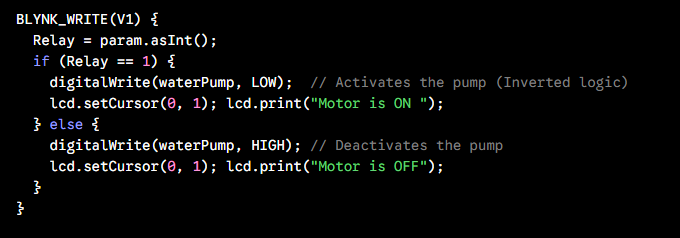 BLYNK_WRITE(V1) {
  Relay = param.asInt();
  if (Relay == 1) {
    digitalWrite(waterPump, LOW);  // Activates the pump (Inverted logic)
    lcd.setCursor(0, 1); lcd.print("Motor is ON ");
  } else {
    digitalWrite(waterPump, HIGH); // Deactivates the pump
    lcd.setCursor(0, 1); lcd.print("Motor is OFF");
  }
}